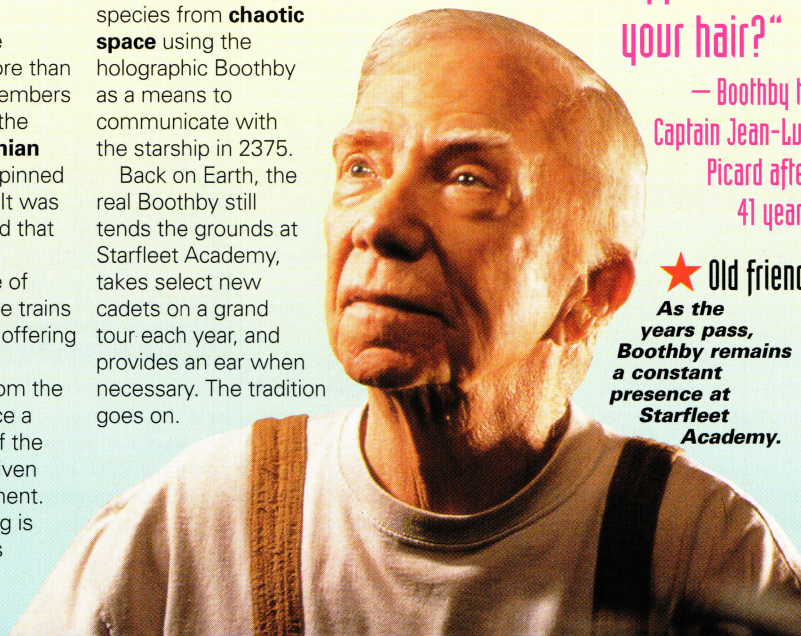 ore than
embers
the
nian
pinned
It was
d that
e of
e trains
offering
om the
ce a
f the
iven
nent.
g is
s
species from chaotic
space using the
holographic Boothby
as a means to
communicate with
the starship in 2375.
Back on Earth, the
real Boothby still
tends the grounds at
Starfleet Academy,
takes select new
cadets on a grand
tour each year, and
provides an ear when
necessary. The tradition
goes on.
your hair?“
— Boothby t
Captain Jean-Lu
Picard afte
41 year
Old friend
As the
years pass,
Boothby remains
a constant
presence at
Starfleet
Academy.